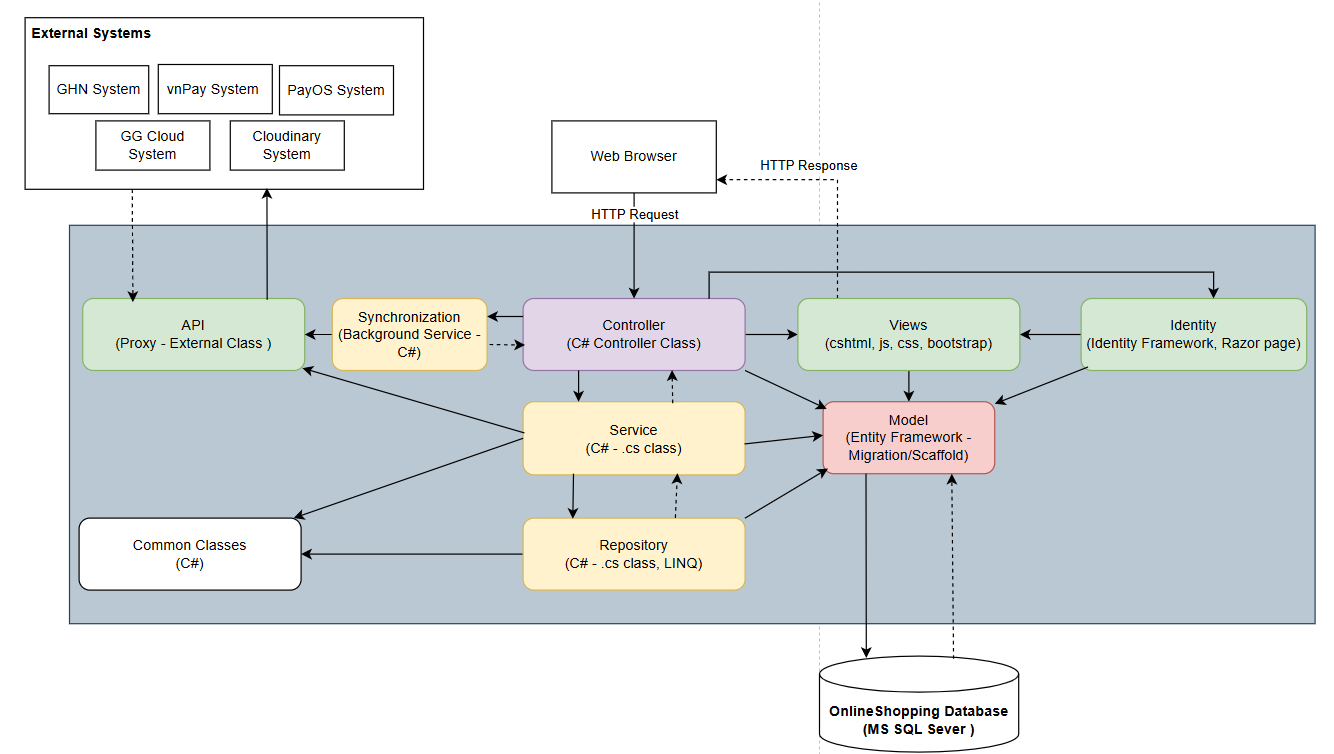 External Systems
GHN System
vnPay System
PayOS System
GG Cloud
System
Cloudinary
System
Web Browser
HTTP Response
HTTP Request
API
(Proxy - External Class )
Synchronization
(Background Service -
C#)
Controller
(C# Controller Class)
Views
(cshtml, js, css, bootstrap)
Identity
(Identity Framework, Razor page)
Service
(C# - .cs class)
Model
(Entity Framework -
Migration/Scaffold)
Common Classes
(C#)
Repository
(C# - .cs class, LINQ)
OnlineShopping Database
(MS SQL Sever )